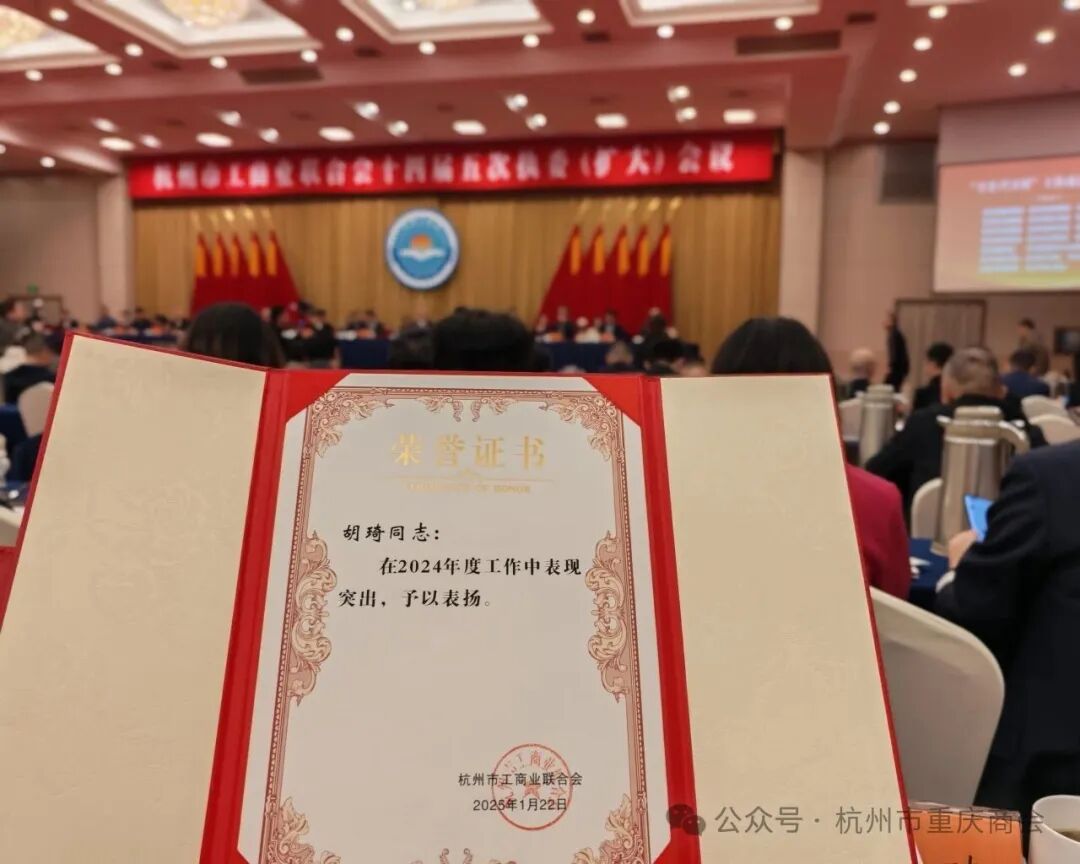 杭州市工商业联合会十四届五次执委（扩大）会议
荣誉证书
胡琦同志：
在2024年度工作中表现
突出，予以表扬。
杭州市工商业联合会
2025年1月22日
公众号·杭州市重庆商会